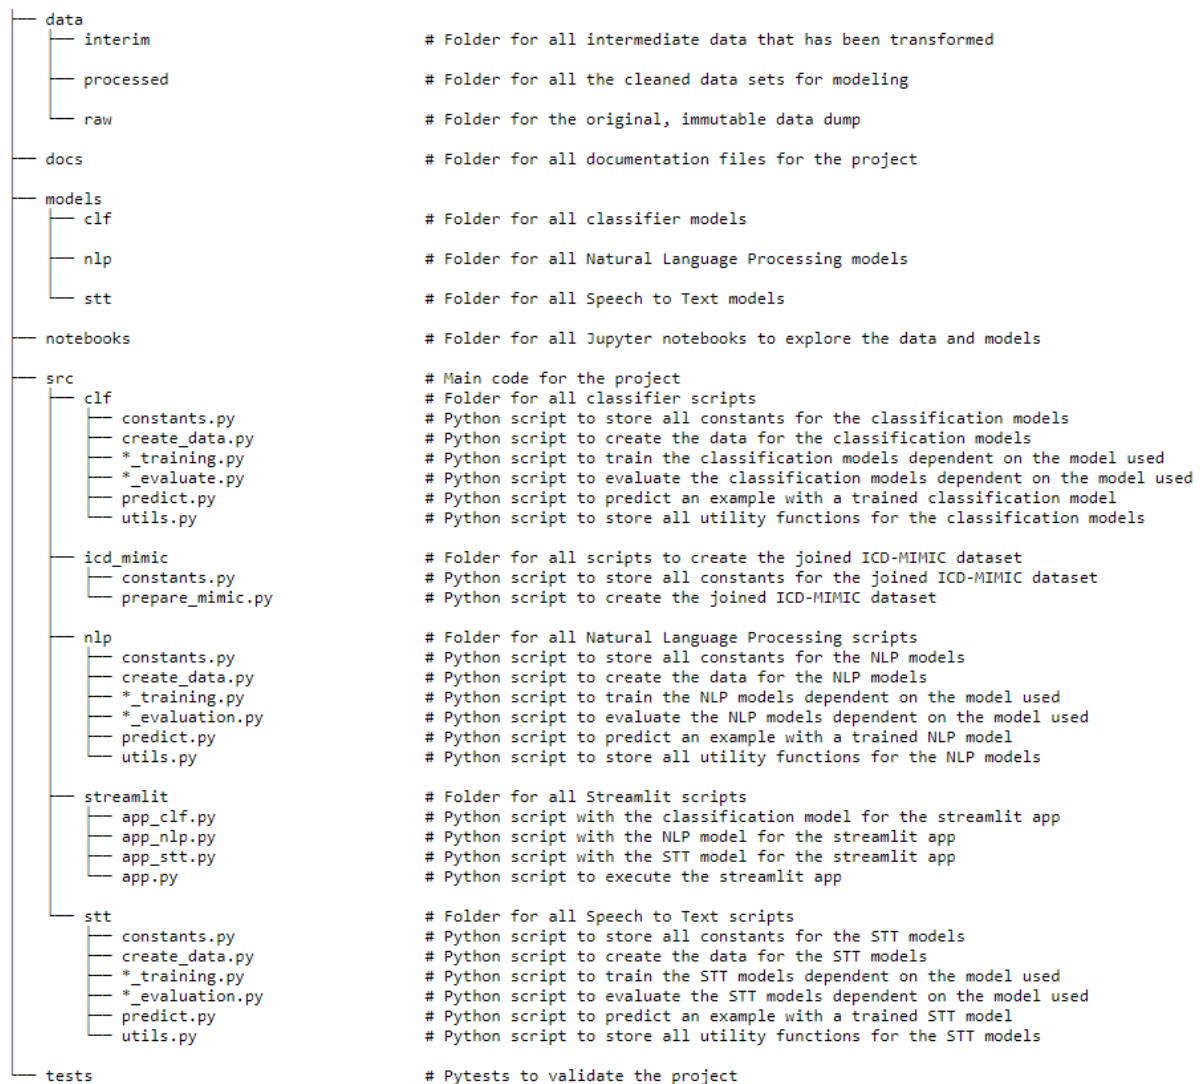 ├── data
│   ├── interim                # Folder for all intermediate data that has been transformed
│   ├── processed              # Folder for all the cleaned data sets for modeling
│   └── raw                    # Folder for the original, immutable data dump
├── docs                       # Folder for all documentation files for the project
├── models
│   ├── clf                    # Folder for all classifier models
│   ├── nlp                    # Folder for all Natural Language Processing models
│   └── stt                    # Folder for all Speech to Text models
├── notebooks                  # Folder for all Jupyter notebooks to explore the data and models
├── src                        # Main code for the project
│   ├── clf                    # Folder for all classifier scripts
│   │   ├── constants.py       # Python script to store all constants for the classification models
│   │   ├── create_data.py     # Python script to create the data for the classification models
│   │   ├── *_training.py      # Python script to train the classification models dependent on the model used
│   │   ├── *_evaluate.py      # Python script to evaluate the classification models dependent on the model used
│   │   ├── predict.py         # Python script to predict an example with a trained classification model
│   │   └── utils.py           # Python script to store all utility functions for the classification models
│   ├── icd_mimic              # Folder for all scripts to create the joined ICD-MIMIC dataset
│   │   ├── constants.py       # Python script to store all constants for the joined ICD-MIMIC dataset
│   │   └── prepare_mimic.py   # Python script to create the joined ICD-MIMIC dataset
│   ├── nlp                    # Folder for all Natural Language Processing scripts
│   │   ├── constants.py       # Python script to store all constants for the NLP models
│   │   ├── create_data.py     # Python script to create the data for the NLP models
│   │   ├── *_training.py      # Python script to train the NLP models dependent on the model used
│   │   ├── *_evaluation.py    # Python script to evaluate the NLP models dependent on the model used
│   │   ├── predict.py         # Python script to predict an example with a trained NLP model
│   │   └── utils.py           # Python script to store all utility functions for the NLP models
│   ├── streamlit              # Folder for all Streamlit scripts
│   │   ├── app_clf.py         # Python script with the classification model for the streamlit app
│   │   ├── app_nlp.py         # Python script with the NLP model for the streamlit app
│   │   ├── app_stt.py         # Python script with the STT model for the streamlit app
│   │   └── app.py             # Python script to execute the streamlit app
│   └── stt                    # Folder for all Speech to Text scripts
│       ├── constants.py       # Python script to store all constants for the STT models
│       ├── create_data.py     # Python script to create the data for the STT models
│       ├── *_training.py      # Python script to train the STT models dependent on the model used
│       ├── *_evaluation.py    # Python script to evaluate the STT models dependent on the model used
│       ├── predict.py         # Python script to predict an example with a trained STT model
│       └── utils.py           # Python script to store all utility functions for the STT models
└── tests                      # Pytests to validate the project